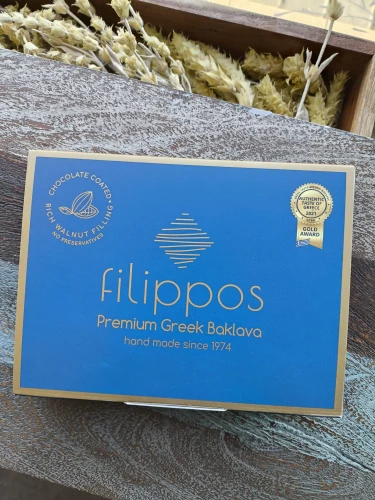 CHOCOLATE COATED
RICH WALNUT FILLING
NO PRESERVATIVES
AUTHENTIC
TASTE OF
GREECE
2021
GOLD
AWARD
filippos
Premium Greek Baklava
hand made since 1974